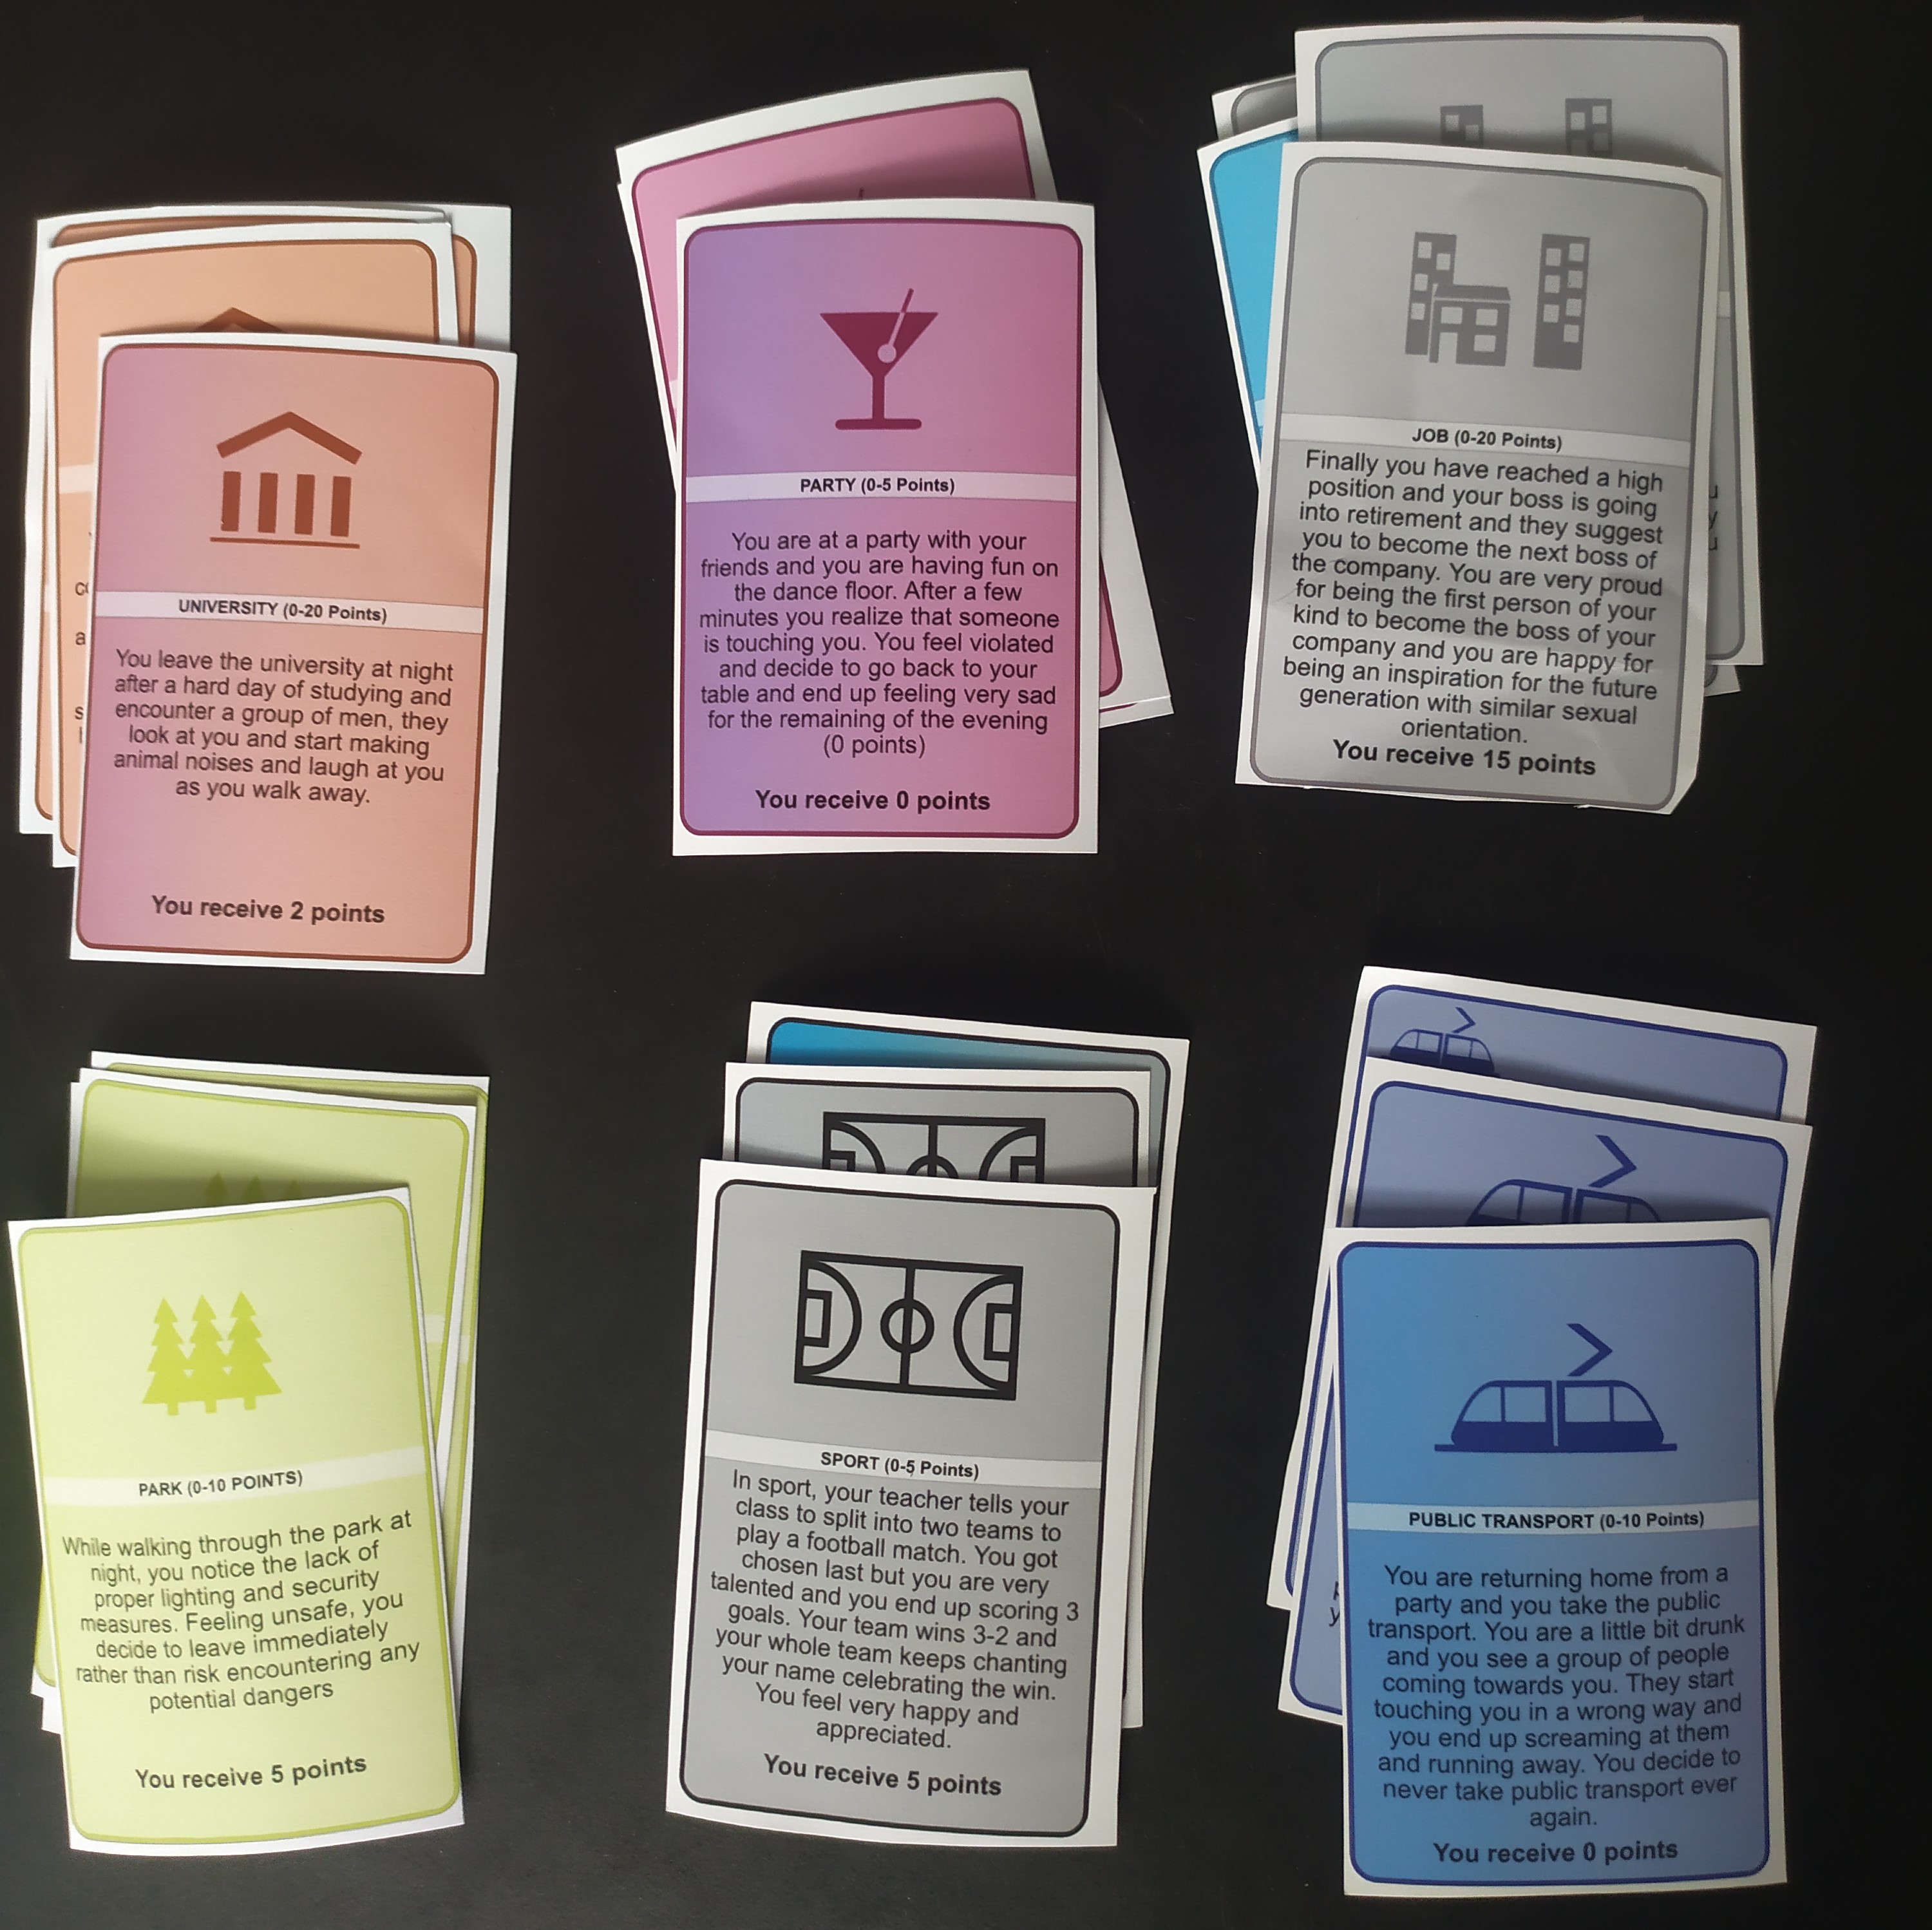 UNIVERSITY (0-20 Points)
You leave the university at night
after a hard day of studying and
encounter a group of men, they
look at you and start making
animal noises and laugh at you
as you walk away.
You receive 2 points
PARTY (0-5 Points)
You are at a party with your
friends and you are having fun on
the dance floor. After a few
minutes you realize that someone
is touching you. You feel violated
and decide to go back to your
table and end up feeling very sad
for the remaining of the evening
(0 points)
You receive 0 points
JOB (0-20 Points)
Finally you have reached a high
position and your boss is going
into retirement and they suggest
you to become the next boss of
the company. You are very proud
for being the first person of your
kind to become the boss of your
company and you are happy for
being an inspiration for the future
generation with similar sexual
orientation.
You receive 15 points
PARK (0-10 POINTS)
While walking through the park at
night, you notice the lack of
proper lighting and security
measures. Feeling unsafe, you
decide to leave immediately
rather than risk encountering any
potential dangers
You receive 5 points
SPORT (0-5 Points)
In sport, your teacher tells your
class to split into two teams to
play a football match. You got
chosen last but you are very
talented and you end up scoring 3
goals. Your team wins 3-2 and
your whole team keeps chanting
your name celebrating the win.
You feel very happy and
appreciated.
You receive 5 points
PUBLIC TRANSPORT (0-10 Points)
You are returning home from a
party and you take the public
transport. You are a little bit drunk
and you see a group of people
coming towards you. They start
touching you in a wrong way and
you end up screaming at them
and running away. You decide to
never take public transport ever
again.
You receive 0 points